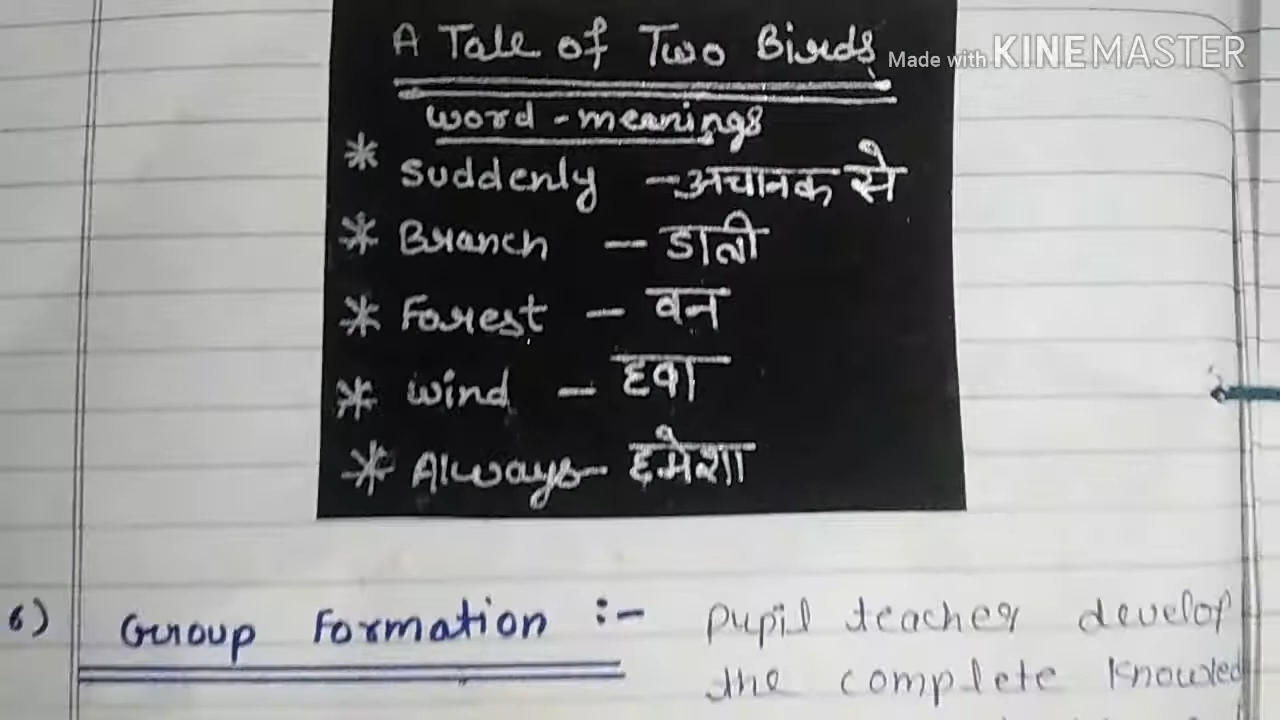 A Tale of Two Birds
Made with KINEMASTER
word-meanings
* Suddenly - अचानक से
* Branch - डाली
* Forest - वन
* Wind - हवा
* Always - हमेशा
6) Group Formation :- Pupil teacher develop
the complete knowled